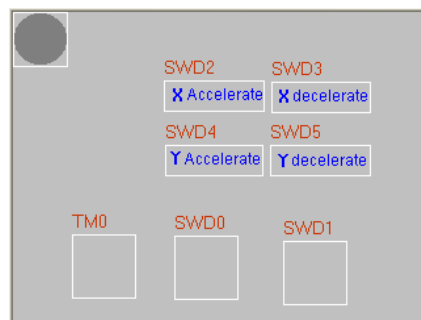 SWD2 SWD3
X Accelerate X decelerate
SWD4 SWD5
Y Accelerate Y decelerate
TM0 SWD0 SWD1